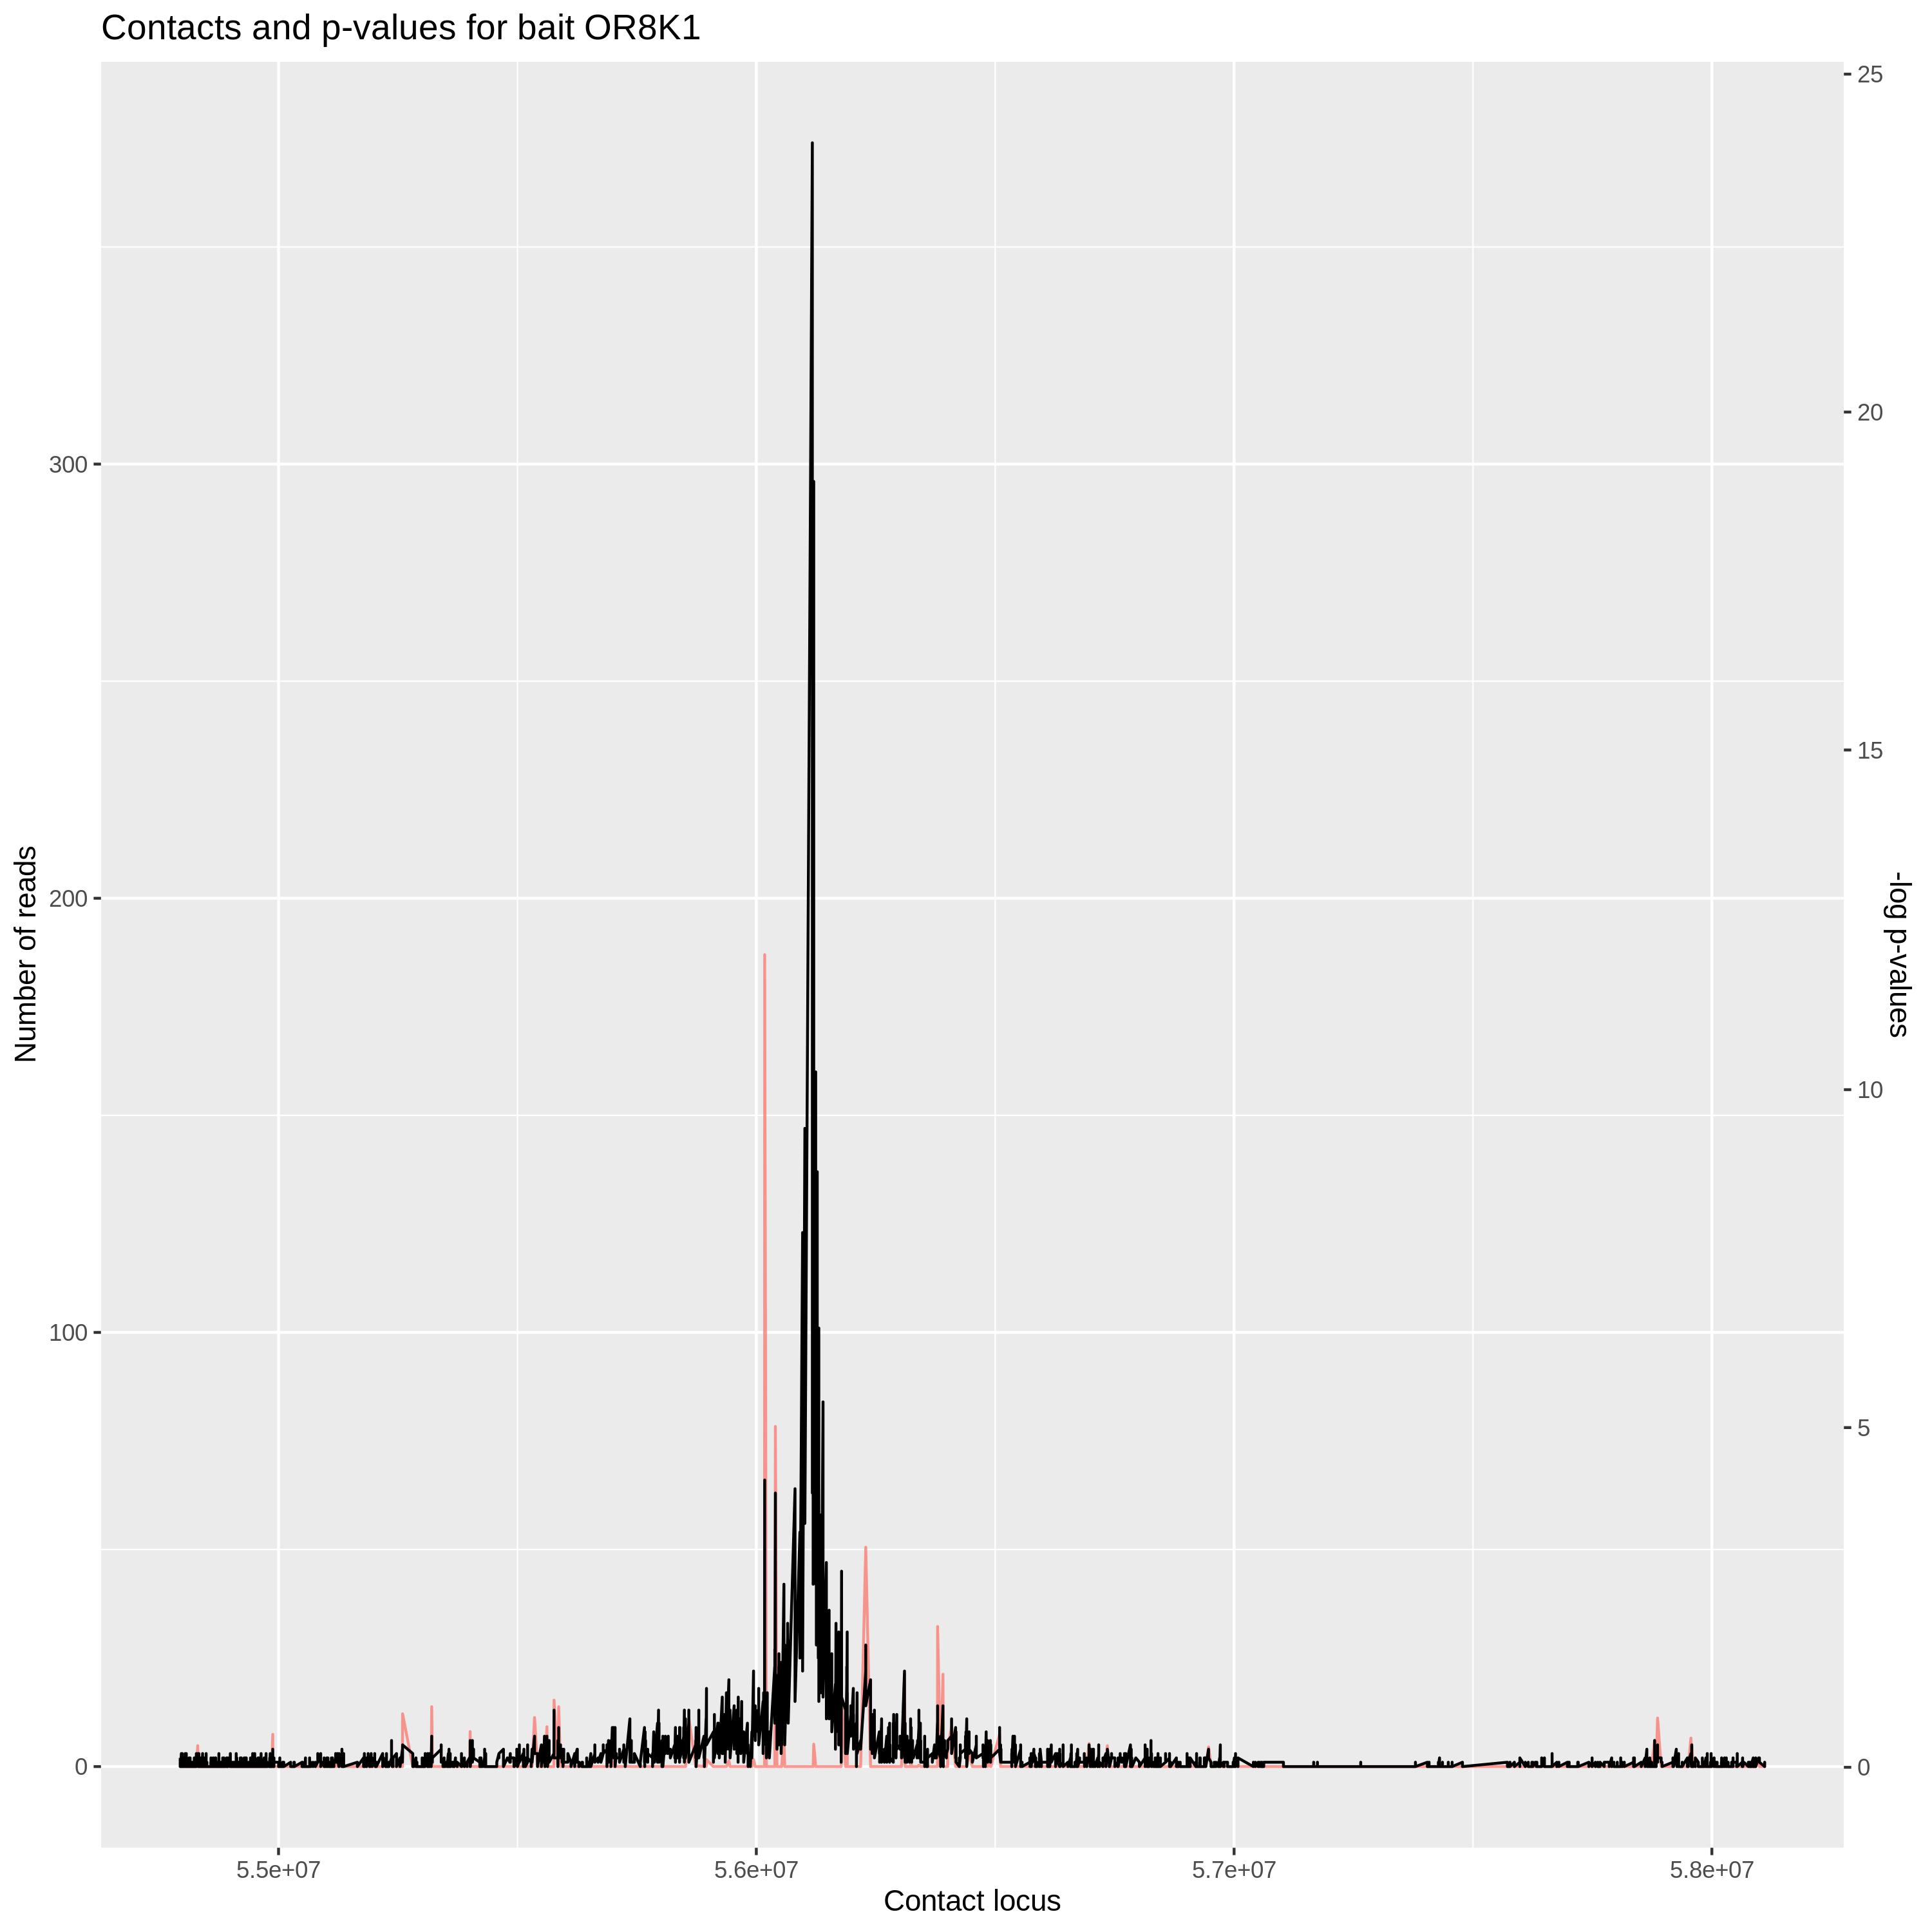 Contacts and p-values for bait OR8K1
Number of reads
300
200
100
0
25
20
15
10
5
0
-log p-values
5.5e+07
5.6e+07
5.7e+07
5.8e+07
Contact locus